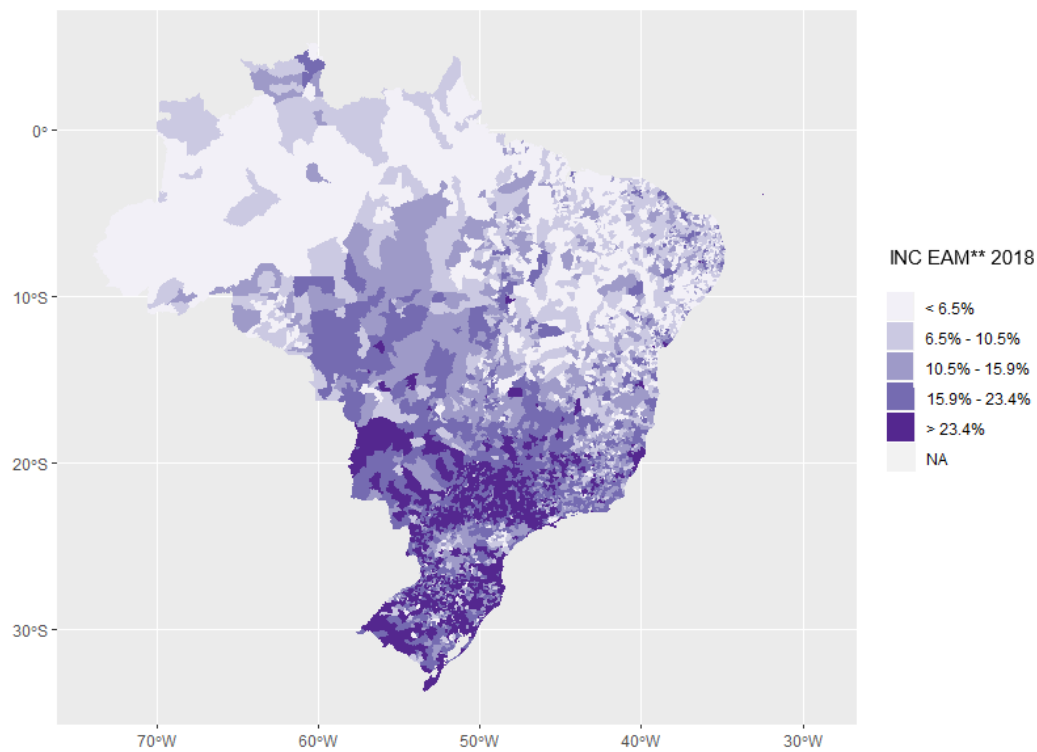 0°
10°S
20°S
30°S
70°W
60°W
50°W
40°W
30°W
INC EAM** 2018
< 6.5%
6.5% - 10.5%
10.5% - 15.9%
15.9% - 23.4%
> 23.4%
NA